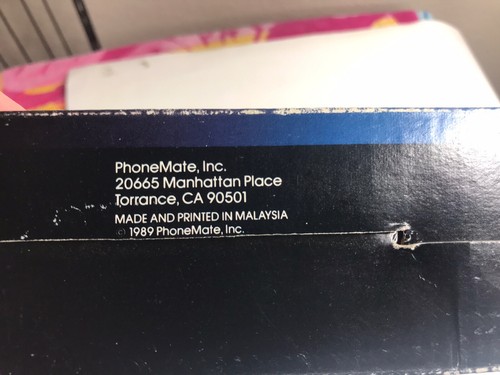 PhoneMate, Inc.
20665 Manhattan Place
Torrance, CA 90501
MADE AND PRINTED IN MALAYSIA
© 1989 PhoneMate, Inc.